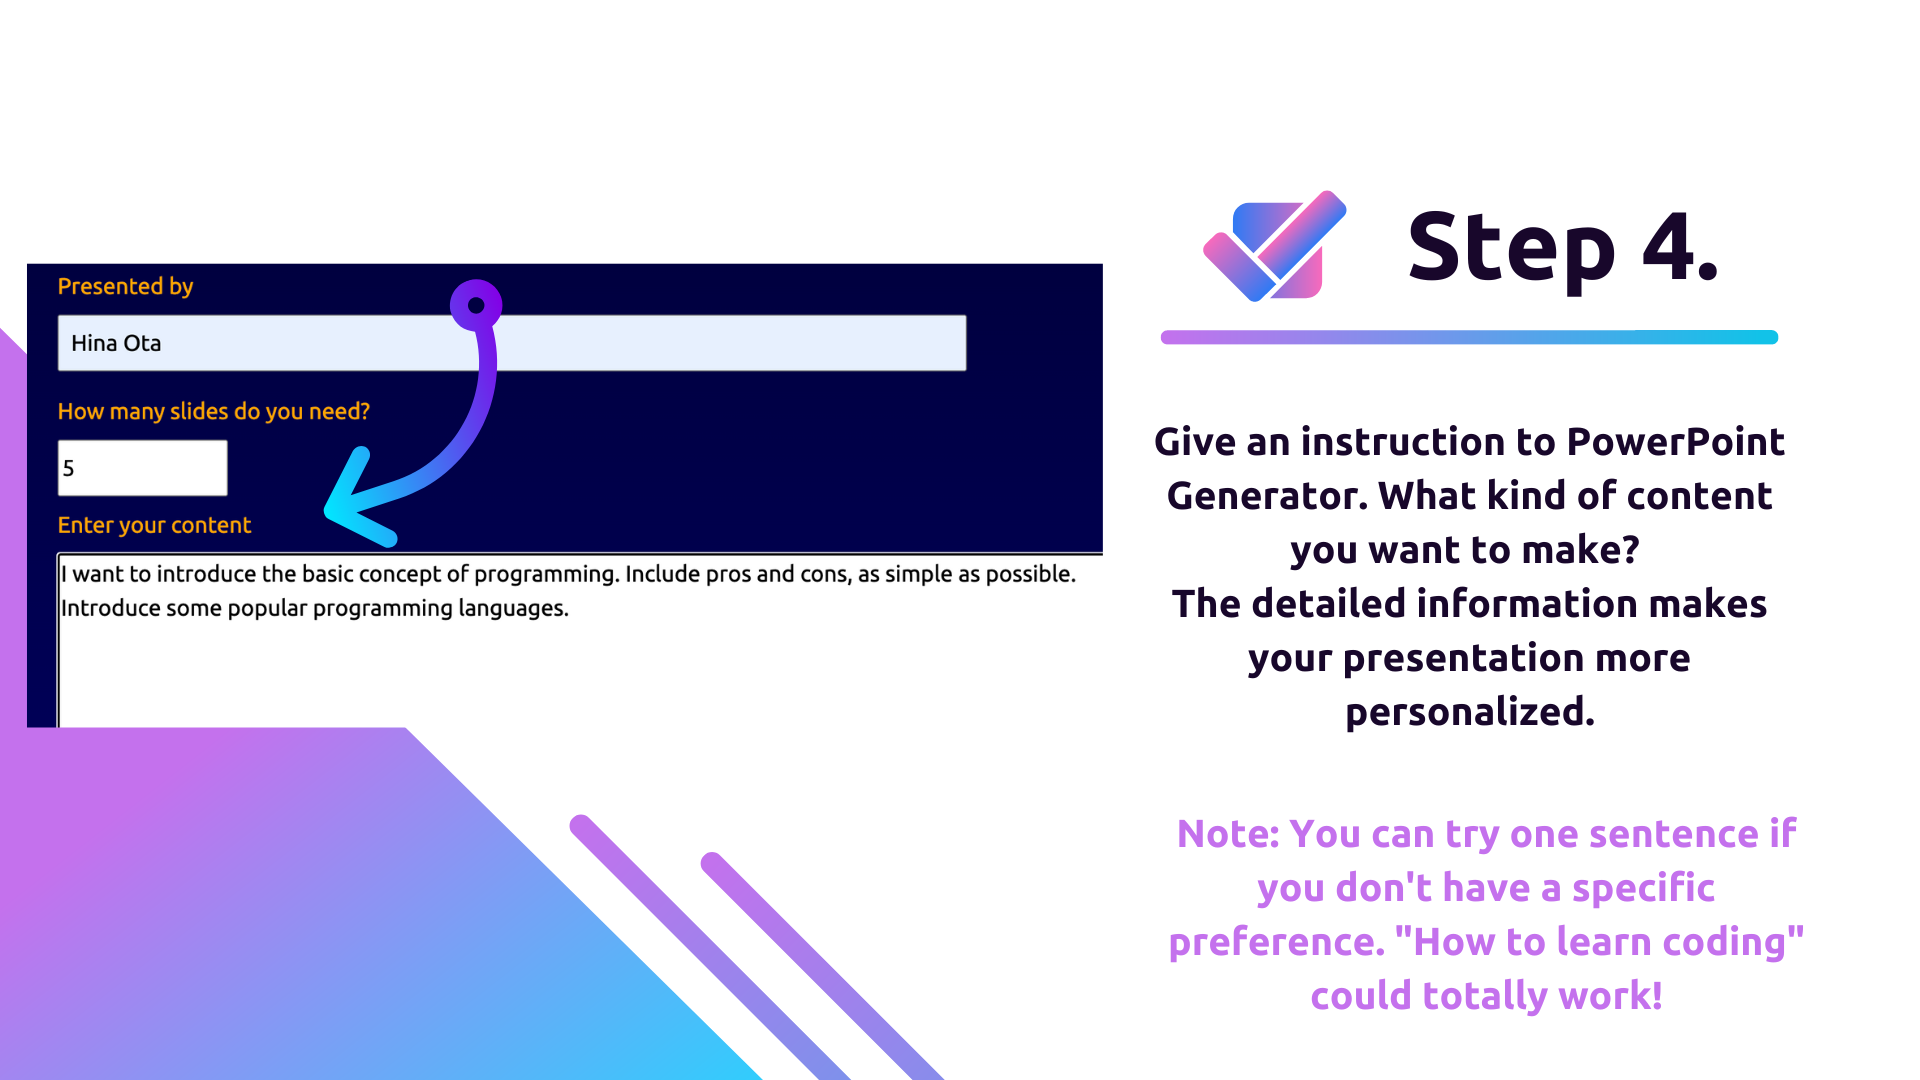 Presented by
Hina Ota
How many slides do you need?
5
Enter your content
I want to introduce the basic concept of programming. Include pros and cons, as simple as possible.
Introduce some popular programming languages.
Step 4.
Give an instruction to PowerPoint
Generator. What kind of content
you want to make?
The detailed information makes
your presentation more
personalized.
Note: You can try one sentence if
you don't have a specific
preference. "How to learn coding"
could totally work!